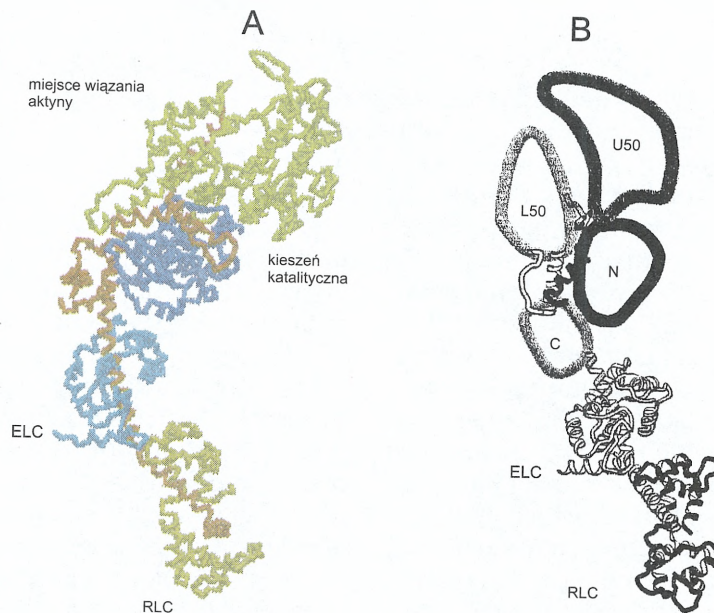 A
miejsce wiązania
aktyny
kieszeń
katalityczna
ELC
RLC
B
U50
L50
N
C
ELC
RLC